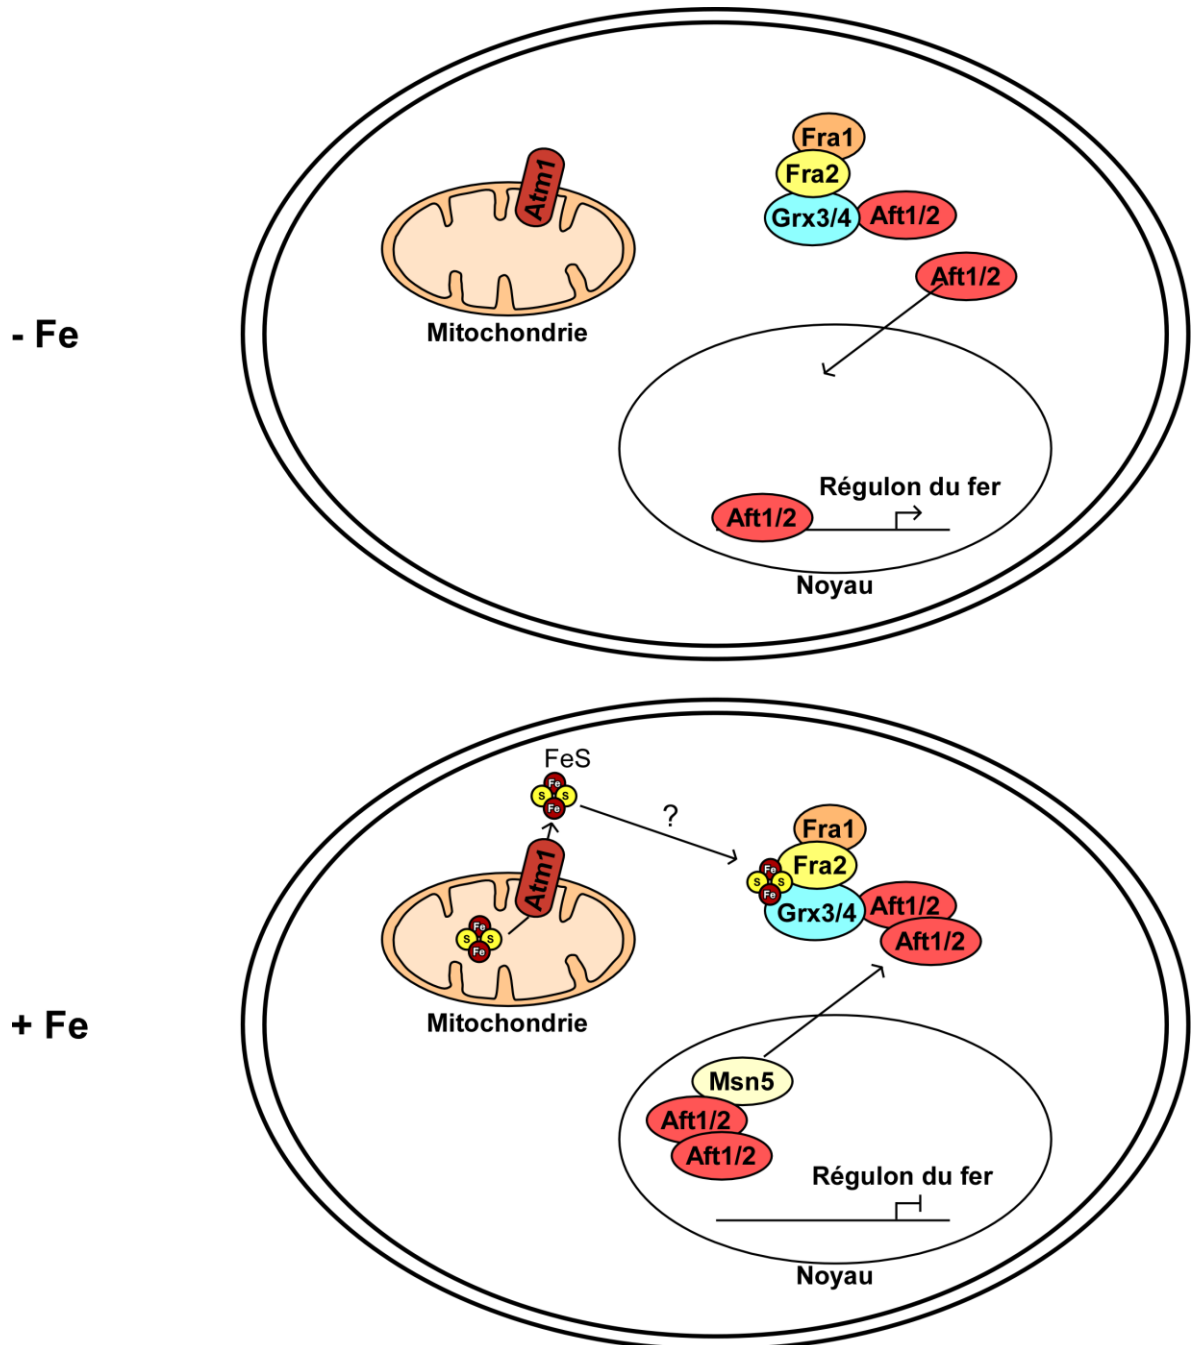 Fra1
Fra2
Grx3/4 Aft1/2
Atm1
Aft1/2
Mitochondrie
- Fe
Régulon du fer
Aft1/2
Noyau
FeS
Fe
S S
Fe
?
Fra1
Fra2
Fe
S S
Fe
Grx3/4 Aft1/2
Aft1/2
Atm1
Fe
S S
Fe
Mitochondrie
+ Fe
Msn5
Aft1/2
Aft1/2
Régulon du fer
Noyau